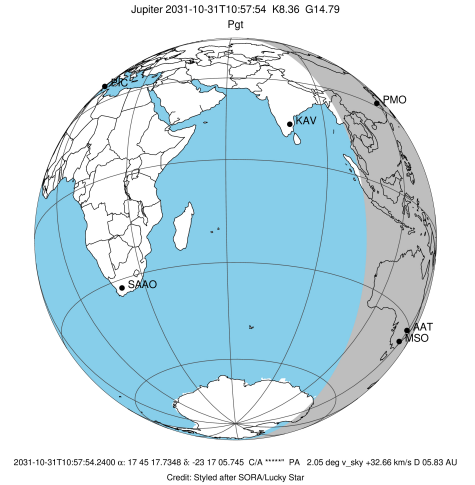 Jupiter 2031-10-31T10:57:54 K8.36 G14.79
Pgt
PIC
PMO
KAV
SAAO
AAT
MSO
2031-10-31T10:57:54.2400 α: 17 45 17.7348 δ: -23 17 05.745 C/A *****" PA 2.05 deg v_sky +32.66 km/s D 05.83 AU
Credit: Styled after SORA/Lucky Star